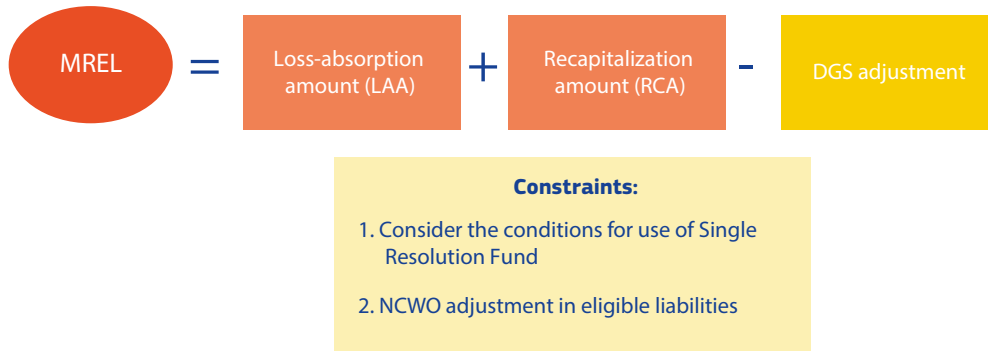 MREL = Loss-absorption amount (LAA) + Recapitalization amount (RCA) - DGS adjustment
Constraints:
1. Consider the conditions for use of Single
Resolution Fund
2. NCWO adjustment in eligible liabilities